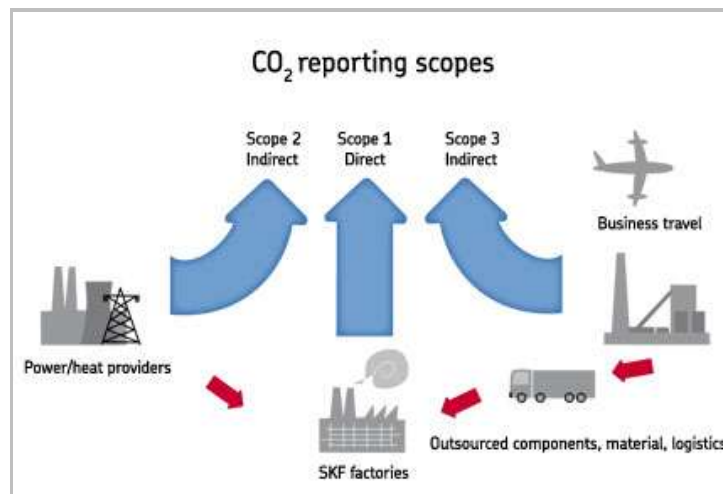 CO₂ reporting scopes
Scope 2
Indirect
Scope 1
Direct
Scope 3
Indirect
Business travel
Power/heat providers
Outsourced components, material, logistics
SKF factories